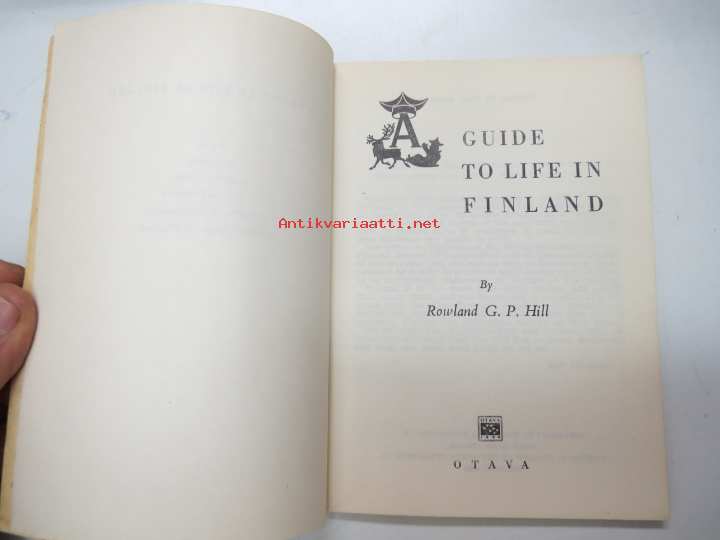 A
GUIDE
TO LIFE IN
FINLAND
Antikvariaatti.net
By
Rowland G. P. Hill
OTAVA